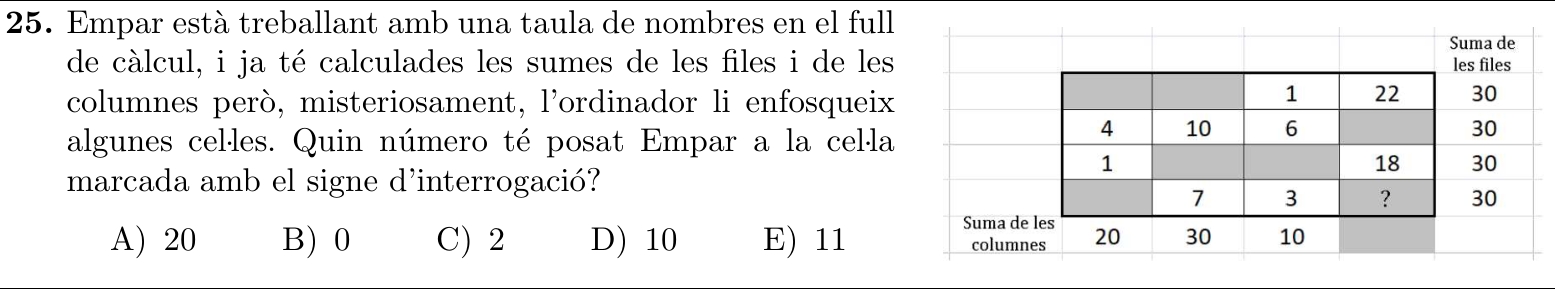 25. Empar està treballant amb una taula de nombres en el full
de càlcul, i ja té calculades les sumes de les files i de les
columnes però, misteriosament, l'ordinador li enfosqueix
algunes cel·les. Quin número té posat Empar a la cel·la
marcada amb el signe d'interrogació?
A) 20 B) 0 C) 2 D) 10 E) 11
Suma de
les files
1 22 30
4 10 6 30
1 18 30
7 3 ? 30
Suma de les
columnes
20 30 10